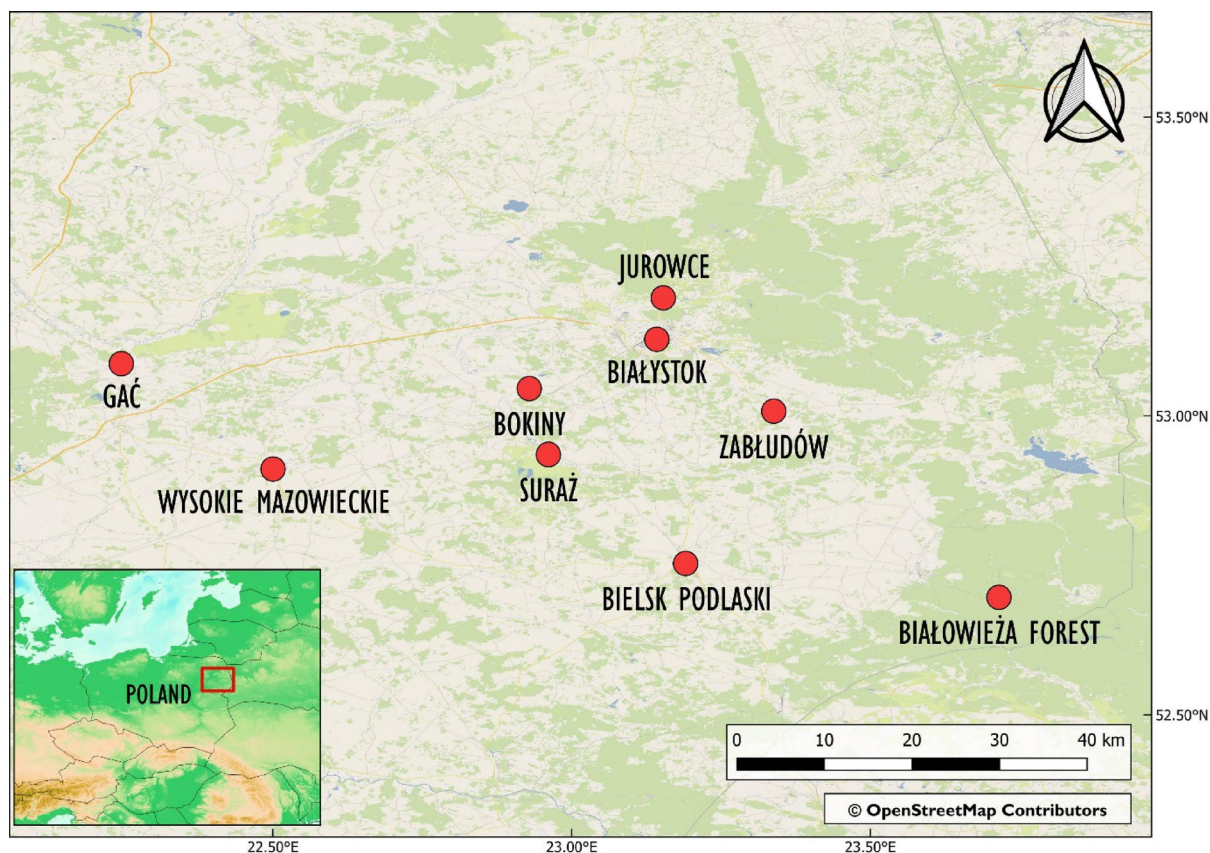 53.50°N
JUROWCE
BIAŁYSTOK
GAĆ
BOKINY
53.00°N
ZABŁUDÓW
SURAŻ
WYSOKIE MAZOWIECKIE
BIELSK PODLASKI
BIAŁOWIEŻA FOREST
POLAND
52.50°N
0 10 20 30 40 km
© OpenStreetMap Contributors
22.50°E 23.00°E 23.50°E